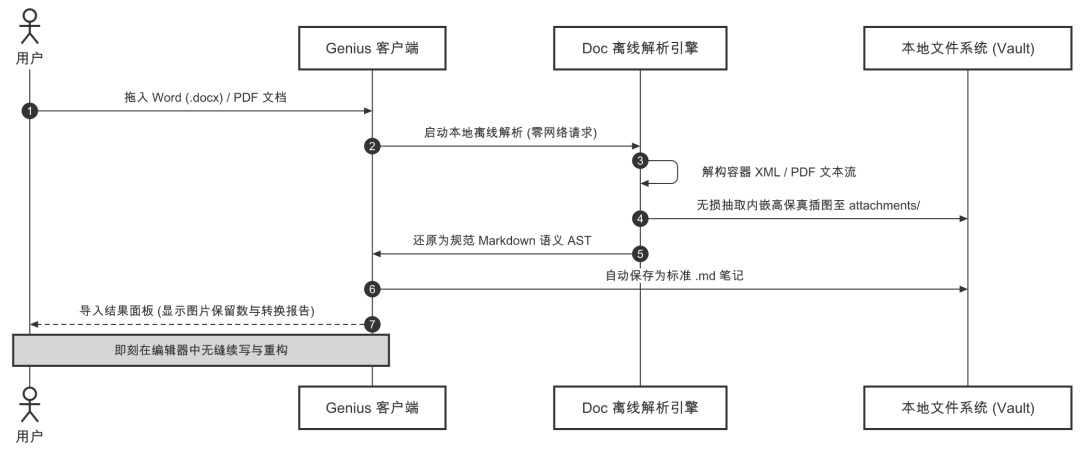 用户
Genius 客户端
Doc 离线解析引擎
本地文件系统 (Vault)
1
拖入 Word (.docx) / PDF 文档
2
启动本地离线解析 (零网络请求)
3
解构容器 XML / PDF 文本流
4
无损抽取内嵌高保真插图至 attachments/
5
还原为规范 Markdown 语义 AST
6
自动保存为标准 .md 笔记
7
导入结果面板 (显示图片保留数与转换报告)
即刻在编辑器中无缝续写与重构
用户
Genius 客户端
Doc 离线解析引擎
本地文件系统 (Vault)